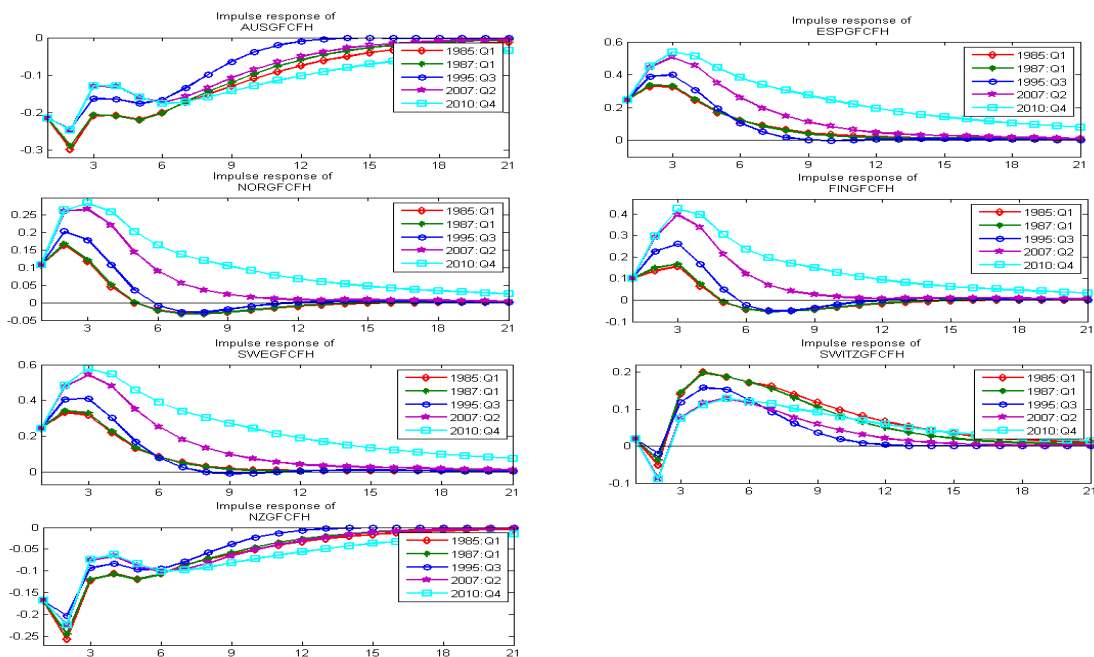 Impulse response of
AUSGFCFH
0
-0.1
-0.2
-0.3
3
6
9
12
15
18
21
1985:Q1
1987:Q1
1995:Q3
2007:Q2
2010:Q4
Impulse response of
ESPGFCFH
0.6
0.4
0.2
0
3
6
9
12
15
18
21
1985:Q1
1987:Q1
1995:Q3
2007:Q2
2010:Q4
Impulse response of
NORGFCFH
0.25
0.2
0.15
0.1
0.05
0
-0.05
3
6
9
12
15
18
21
1985:Q1
1987:Q1
1995:Q3
2007:Q2
2010:Q4
Impulse response of
FINGFCFH
0.4
0.3
0.2
0.1
0
-0.1
3
6
9
12
15
18
21
1985:Q1
1987:Q1
1995:Q3
2007:Q2
2010:Q4
Impulse response of
SWEGFCFH
0.6
0.4
0.2
0
3
6
9
12
15
18
21
1985:Q1
1987:Q1
1995:Q3
2007:Q2
2010:Q4
Impulse response of
SWITZGFCFH
0.2
0.1
0
-0.1
3
6
9
12
15
18
21
1985:Q1
1987:Q1
1995:Q3
2007:Q2
2010:Q4
Impulse response of
NZGFCFH
0
-0.05
-0.1
-0.15
-0.2
-0.25
3
6
9
12
15
18
21
1985:Q1
1987:Q1
1995:Q3
2007:Q2
2010:Q4